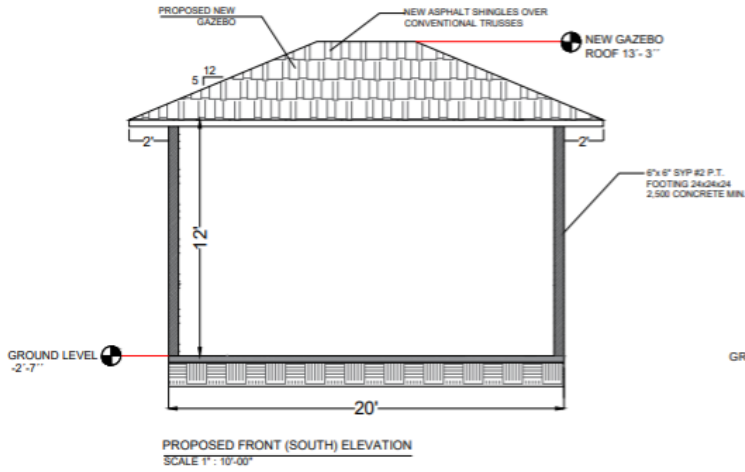 PROPOSED NEW
GAZEBO
NEW ASPHALT SHINGLES OVER
CONVENTIONAL TRUSSES
NEW GAZEBO
ROOF 13'- 3''
12
5
2'
2'
6"x 6" SYP #2 P.T.
FOOTING 24x24x24
2,500 CONCRETE MIN.
12'
GROUND LEVEL
-2'-7''
GR
20'
PROPOSED FRONT (SOUTH) ELEVATION
SCALE 1" : 10'-00"